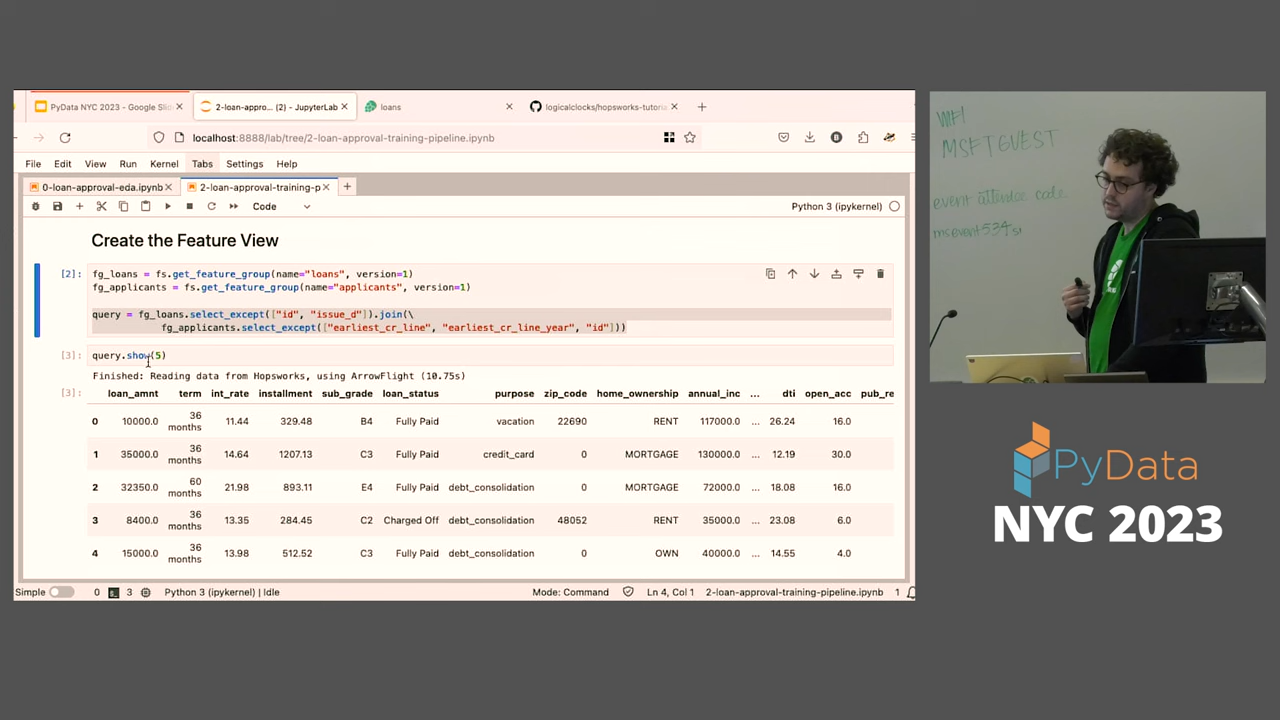 PyData NYC 2023 - Google Slid
2-loan-appro... (2) - JupyterLab
loans
logicalclocks/hopsworks-tutoria
localhost:8888/lab/tree/2-loan-approval-training-pipeline.ipynb
File Edit View Run Kernel Tabs Settings Help
0-loan-approval-eda.ipynb
2-loan-approval-training-p
Code
Python 3 (ipykernel)
Create the Feature View
[2]:
fg_loans = fs.get_feature_group(name="loans", version=1)
fg_applicants = fs.get_feature_group(name="applicants", version=1)
query = fg_loans.select_except(["id", "issue_d"]).join(\
fg_applicants.select_except(["earliest_cr_line", "earliest_cr_line_year", "id"]))
[3]: query.show(5)
Finished: Reading data from Hopsworks, using ArrowFlight (10.75s)
[3]: loan_amnt term int_rate installment sub_grade loan_status purpose zip_code home_ownership annual_inc ... dti open_acc pub_re
0 10000.0 36 months 11.44 329.48 B4 Fully Paid vacation 22690 RENT 117000.0 ... 26.24 16.0
1 35000.0 36 months 14.64 1207.13 C3 Fully Paid credit_card 0 MORTGAGE 130000.0 ... 12.19 30.0
2 32350.0 60 months 21.98 893.11 E4 Fully Paid debt_consolidation 0 MORTGAGE 72000.0 ... 18.08 16.0
3 8400.0 36 months 13.35 284.45 C2 Charged Off debt_consolidation 48052 RENT 35000.0 ... 23.08 6.0
4 15000.0 36 months 13.98 512.52 C3 Fully Paid debt_consolidation 0 OWN 40000.0 ... 14.55 4.0
Simple 0 3 Python 3 (ipykernel) | Idle Mode: Command Ln 4, Col 1 2-loan-approval-training-pipeline.ipynb 1
MSFTGUEST
event attendee code
PyData
NYC 2023